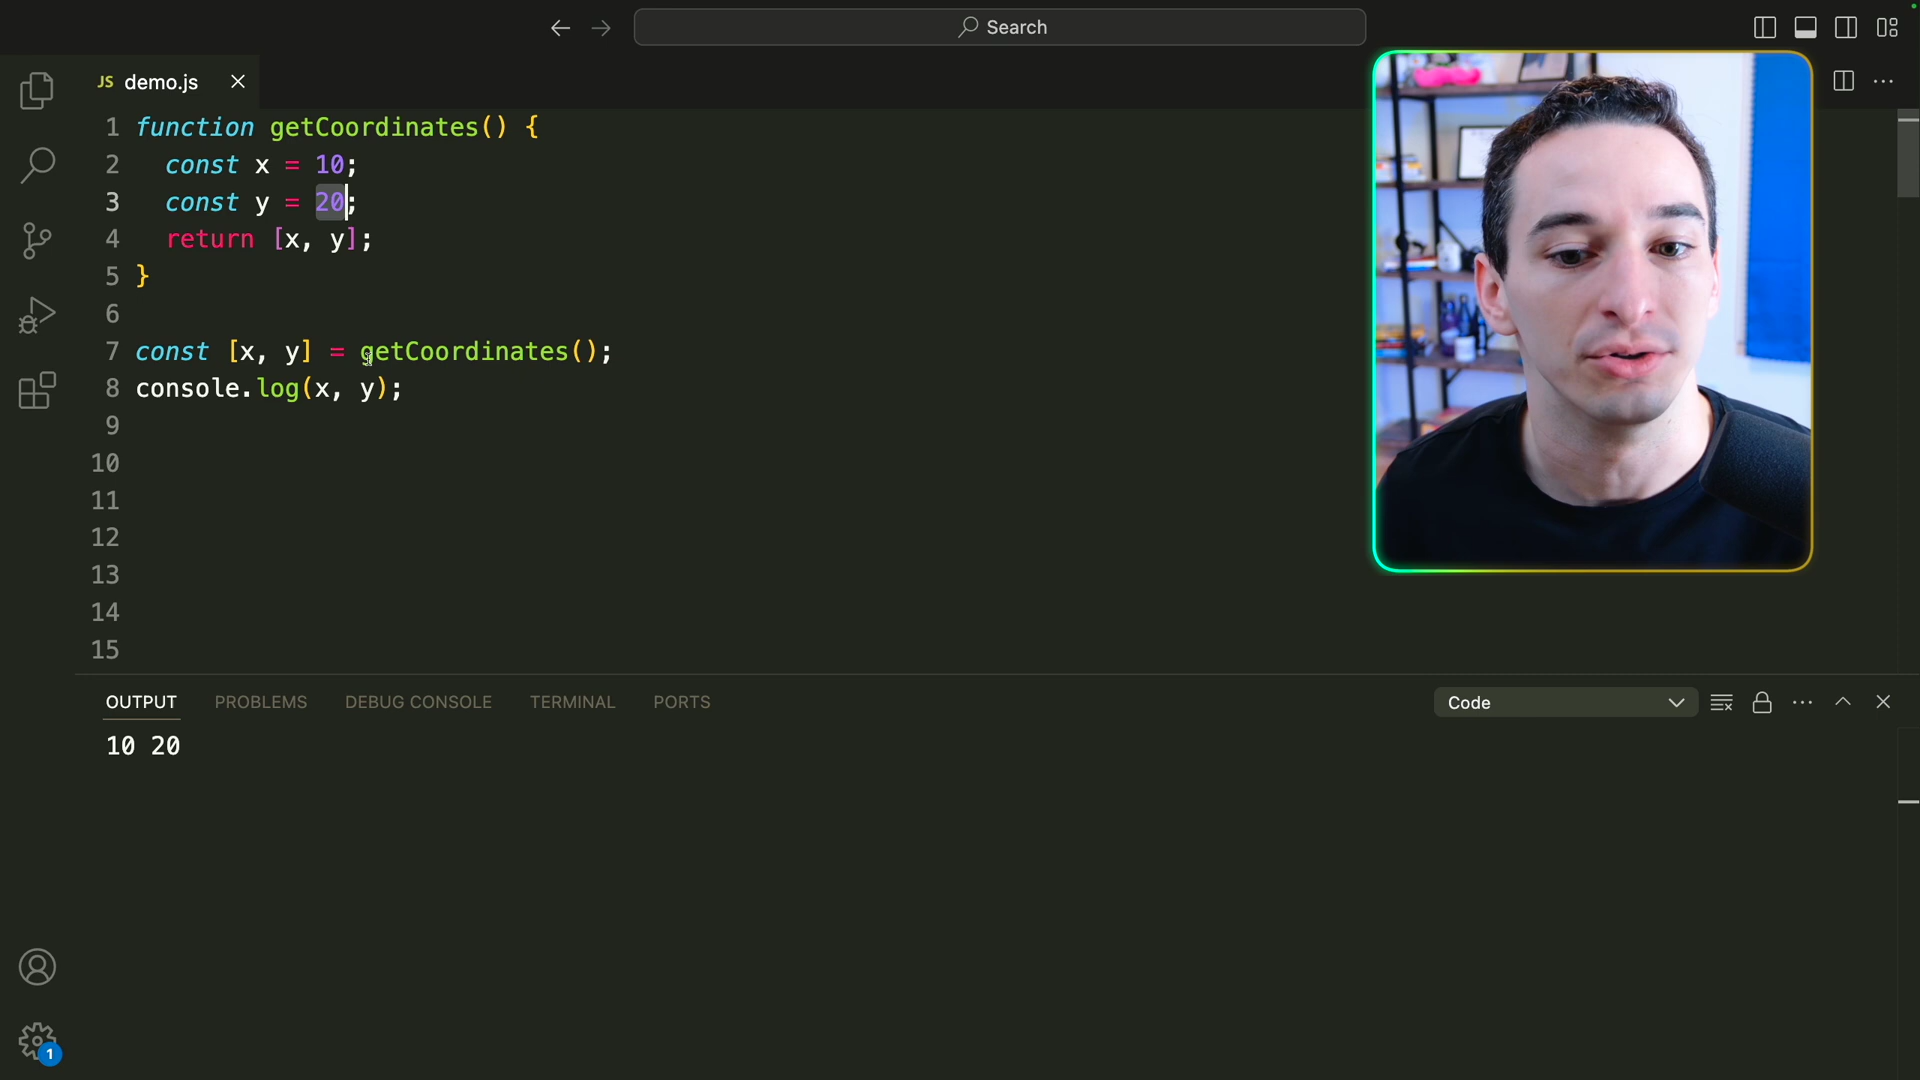 Search
JS demo.js
1 function getCoordinates() {
2 const x = 10;
3 const y = 20;
4 return [x, y];
5 }
6
7 const [x, y] = getCoordinates();
8 console.log(x, y);
9
10
11
12
13
14
15
OUTPUT PROBLEMS DEBUG CONSOLE TERMINAL PORTS Code
10 20
1